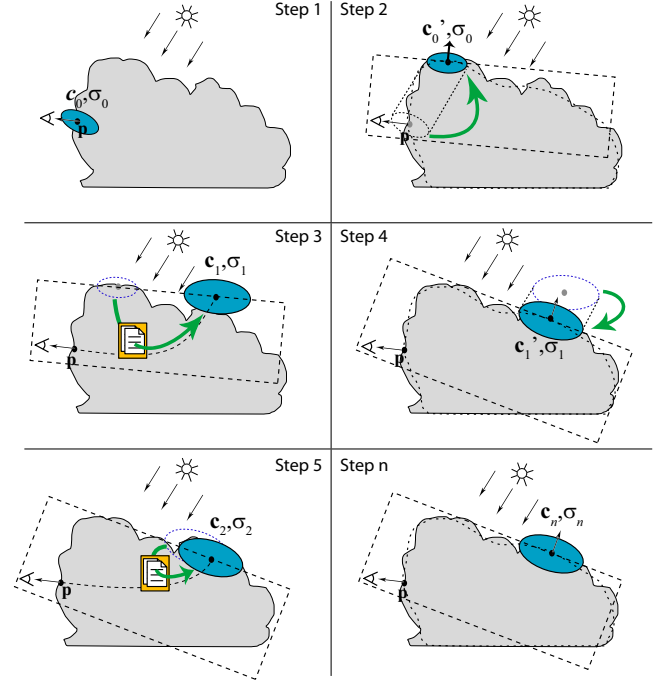 Step 1
c₀,σ₀
p
Step 2
c₀’,σ₀
p
Step 3
c₁,σ₁
p
Step 4
c₁’,σ₁
p
Step 5
c₂,σ₂
p
Step n
cₙ,σₙ
p